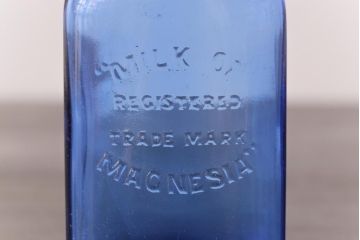 "MILK OF
REGISTERED
TRADE MARK
MAGNESIA"